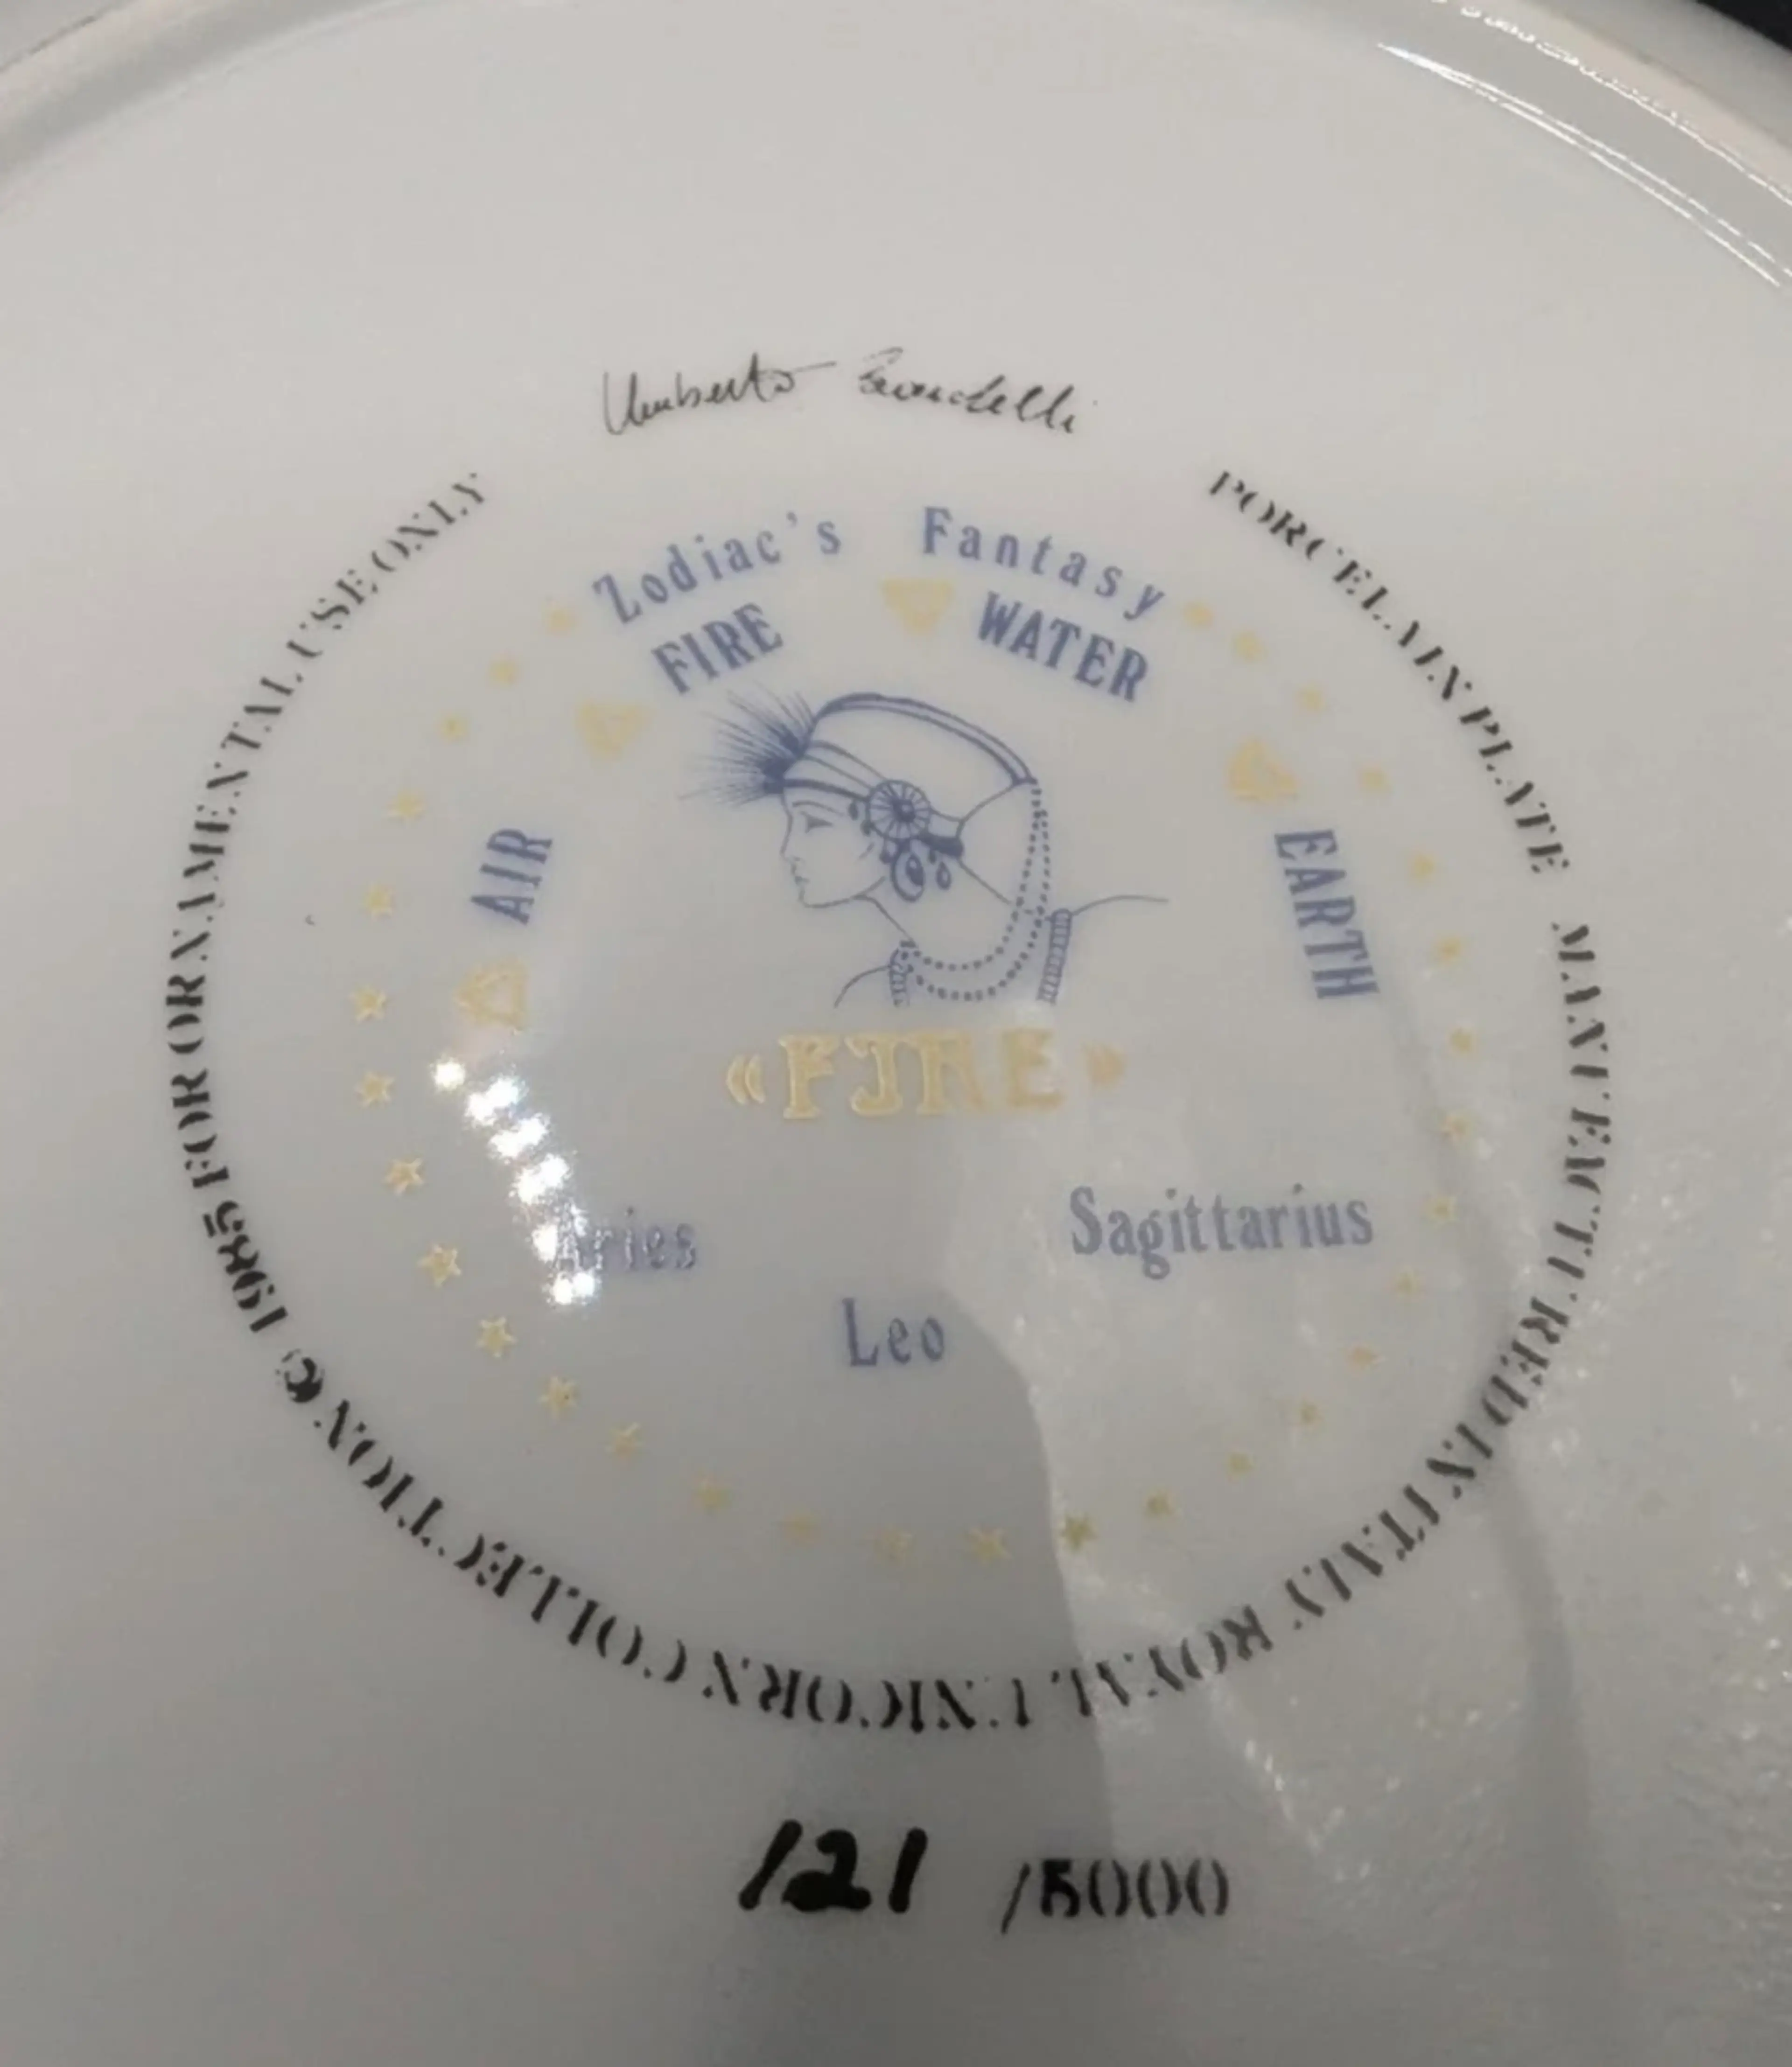 Umberto
PORCELAIN PLATE MANUFACTURED IN ITALY ROYAL UNICORN COLLECTION © 1985 FOR ORNAMENTAL USE ONLY
Zodiac's Fantasy
AIR FIRE WATER EARTH
«FIRE»
Aries Leo Sagittarius
121 /5000